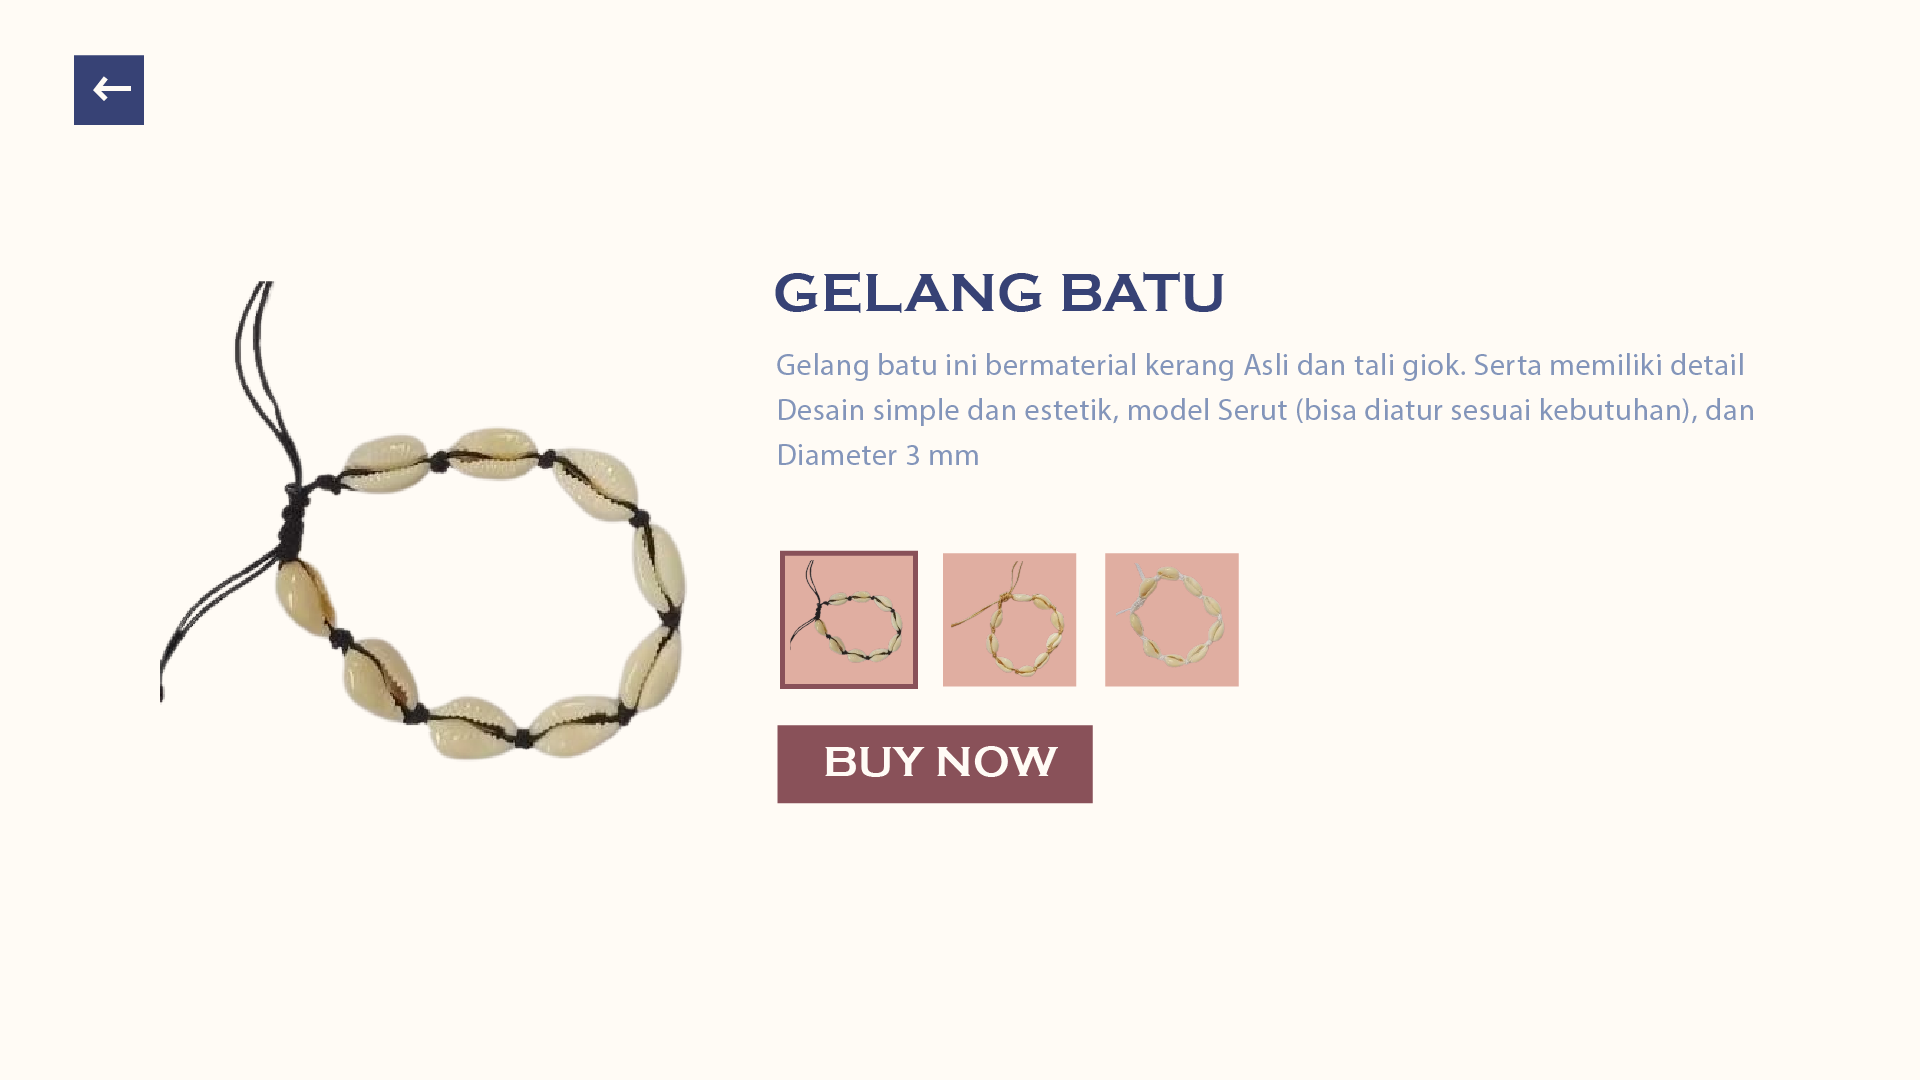 GELANG BATU
Gelang batu ini bermaterial kerang Asli dan tali giok. Serta memiliki detail
Desain simple dan estetik, model Serut (bisa diatur sesuai kebutuhan), dan
Diameter 3 mm
BUY NOW